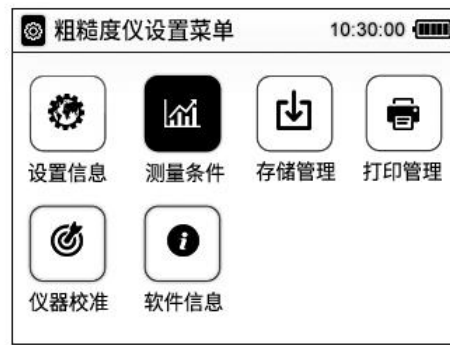 粗糙度仪设置菜单 10:30:00
设置信息 测量条件 存储管理 打印管理
仪器校准 软件信息